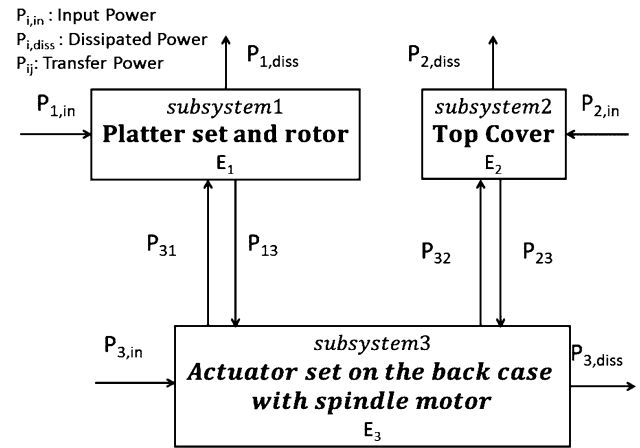 P_i,in : Input Power
P_i,diss : Dissipated Power
P_ij: Transfer Power
P_1,diss
P_2,diss
P_1,in
subsystem1
Platter set and rotor
E_1
subsystem2
Top Cover
E_2
P_2,in
P_31
P_13
P_32
P_23
P_3,in
subsystem3
Actuator set on the back case
with spindle motor
E_3
P_3,diss